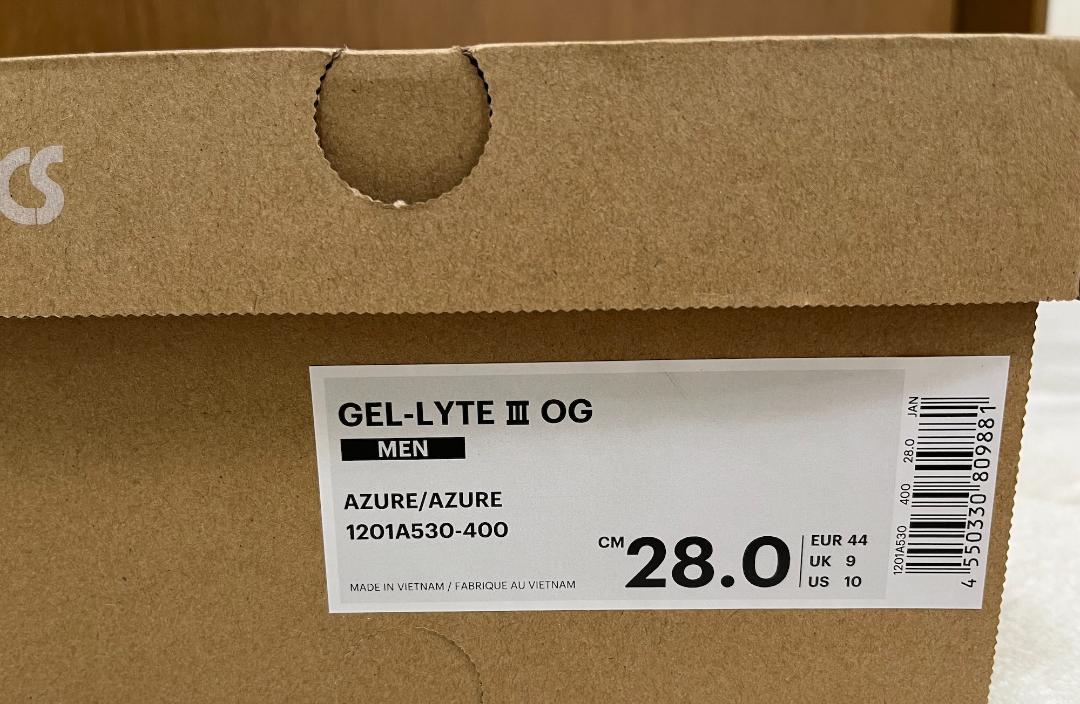 CS
GEL-LYTE III OG
MEN
AZURE/AZURE
1201A530-400
MADE IN VIETNAM / FABRIQUE AU VIETNAM
CM 28.0
EUR 44
UK 9
US 10
1201A530 400 28.0 JAN
4 550330 809881